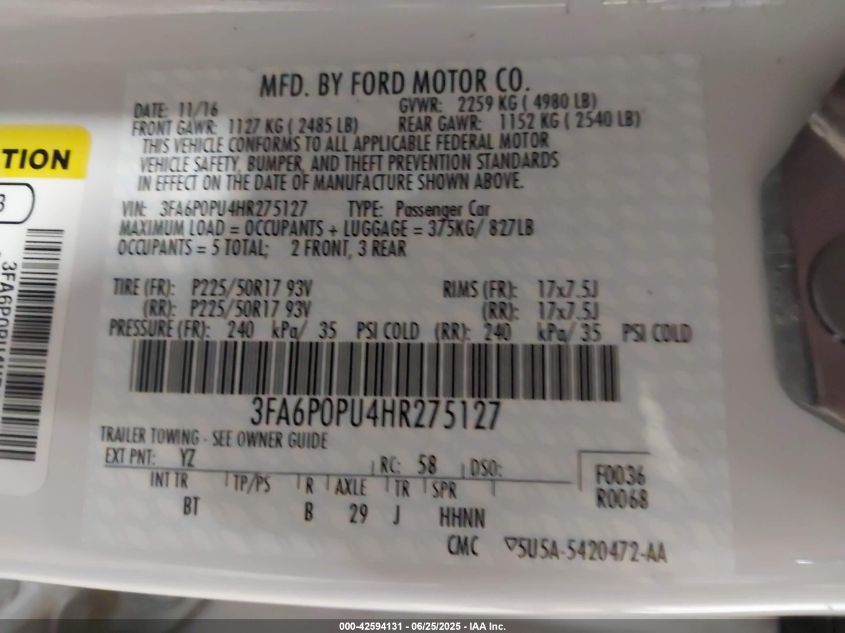 MFD. BY FORD MOTOR CO.
DATE: 11/16 GVWR: 2259 KG ( 4980 LB)
FRONT GAWR: 1127 KG ( 2485 LB) REAR GAWR: 1152 KG ( 2540 LB)
THIS VEHICLE CONFORMS TO ALL APPLICABLE FEDERAL MOTOR
VEHICLE SAFETY, BUMPER, AND THEFT PREVENTION STANDARDS
IN EFFECT ON THE DATE OF MANUFACTURE SHOWN ABOVE.
VIN: 3FA6P0PU4HR275127 TYPE: Passenger Car
MAXIMUM LOAD = OCCUPANTS + LUGGAGE = 375KG/ 827LB
OCCUPANTS = 5 TOTAL; 2 FRONT, 3 REAR
TIRE (FR): P225/50R17 93V RIMS (FR): 17x7.5J
(RR): P225/50R17 93V (RR): 17x7.5J
PRESSURE (FR): 240 kPa/ 35 PSI COLD (RR): 240 kPa/ 35 PSI COLD
3FA6P0PU4HR275127
TRAILER TOWING - SEE OWNER GUIDE
EXT PNT: YZ RC: 58 DSO:
INT TR TP/PS R AXLE TR SPR
BT B 29 J HHNN
F0036
R0068
CMC ▽5U5A-5420472-AA
TION
3FA6P0PU4HR
000-42594131 - 06/25/2025 - IAA Inc.